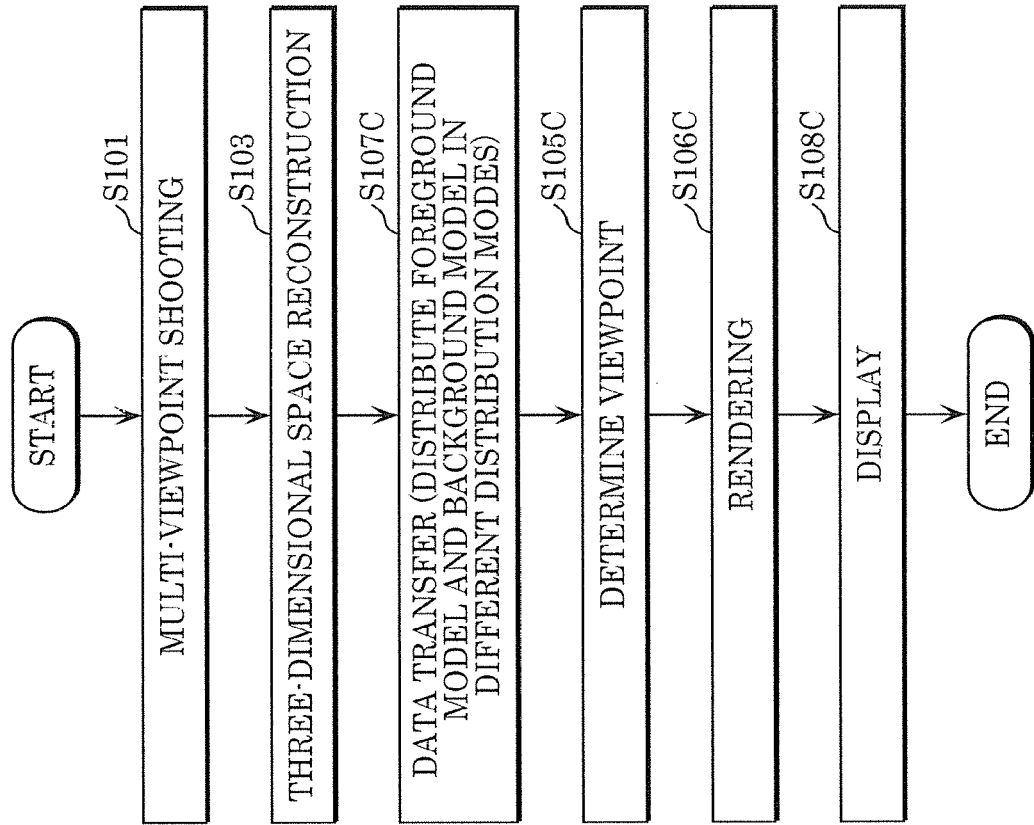 START
S101
MULTI-VIEWPOINT SHOOTING
S103
THREE-DIMENSIONAL SPACE RECONSTRUCTION
S107C
DATA TRANSFER (DISTRIBUTE FOREGROUND
MODEL AND BACKGROUND MODEL IN
DIFFERENT DISTRIBUTION MODES)
S105C
DETERMINE VIEWPOINT
S106C
RENDERING
S108C
DISPLAY
END